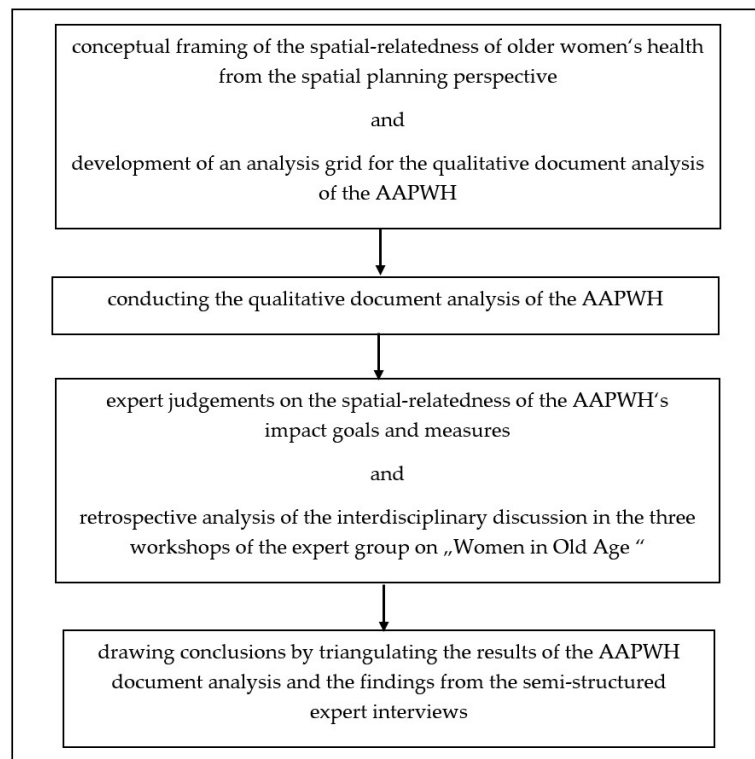 conceptual framing of the spatial-relatedness of older women‘s health
from the spatial planning perspective
and
development of an analysis grid for the qualitative document analysis
of the AAPWH
conducting the qualitative document analysis of the AAPWH
expert judgements on the spatial-relatedness of the AAPWH‘s
impact goals and measures
and
retrospective analysis of the interdisciplinary discussion in the three
workshops of the expert group on „Women in Old Age “
drawing conclusions by triangulating the results of the AAPWH
document analysis and the findings from the semi-structured
expert interviews